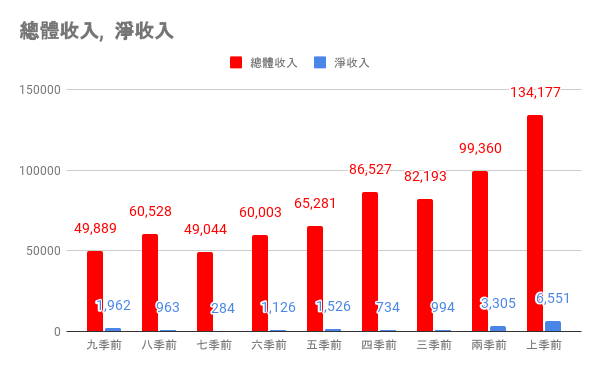 總體收入, 淨收入
總體收入 淨收入
150000
100000
50000
0
49,889 60,528 49,044 60,003 65,281 86,527 82,193 99,360 134,177
1,962 963 284 1,126 1,526 734 994 3,305 6,551
九季前 八季前 七季前 六季前 五季前 四季前 三季前 兩季前 上季前